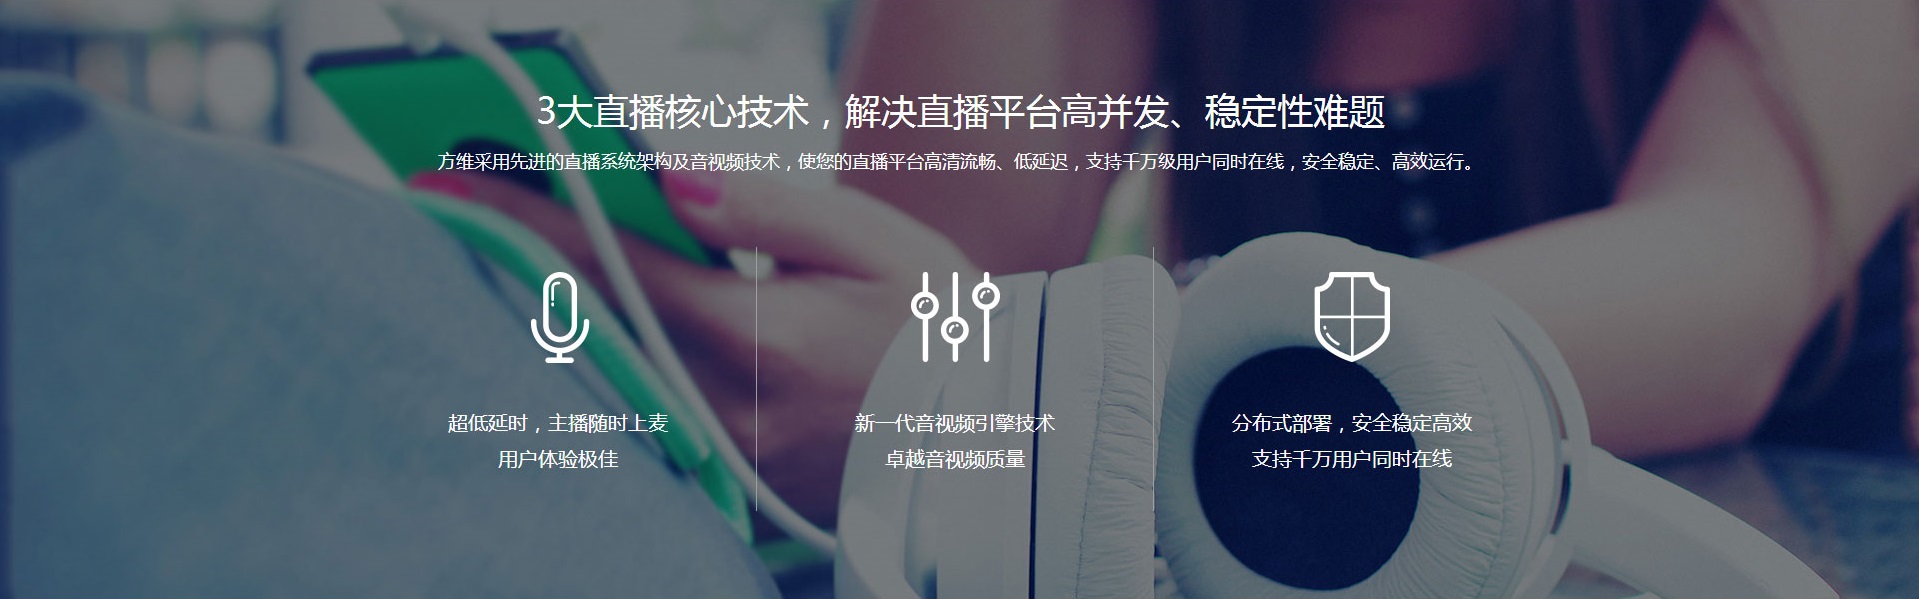 3大直播核心技术，解决直播平台高并发、稳定性难题
方维采用先进的直播系统架构及音视频技术，使您的直播平台高清流畅、低延迟，支持千万级用户同时在线，安全稳定、高效运行。
超低延时，主播随时上麦
用户体验极佳
新一代音视频引擎技术
卓越音视频质量
分布式部署，安全稳定高效
支持千万用户同时在线